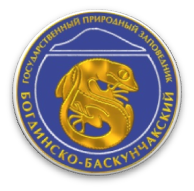 ГОСУДАРСТВЕННЫЙ ПРИРОДНЫЙ ЗАПОВЕДНИК
БОГДИНСКО-БАСКУНЧАКСКИЙ